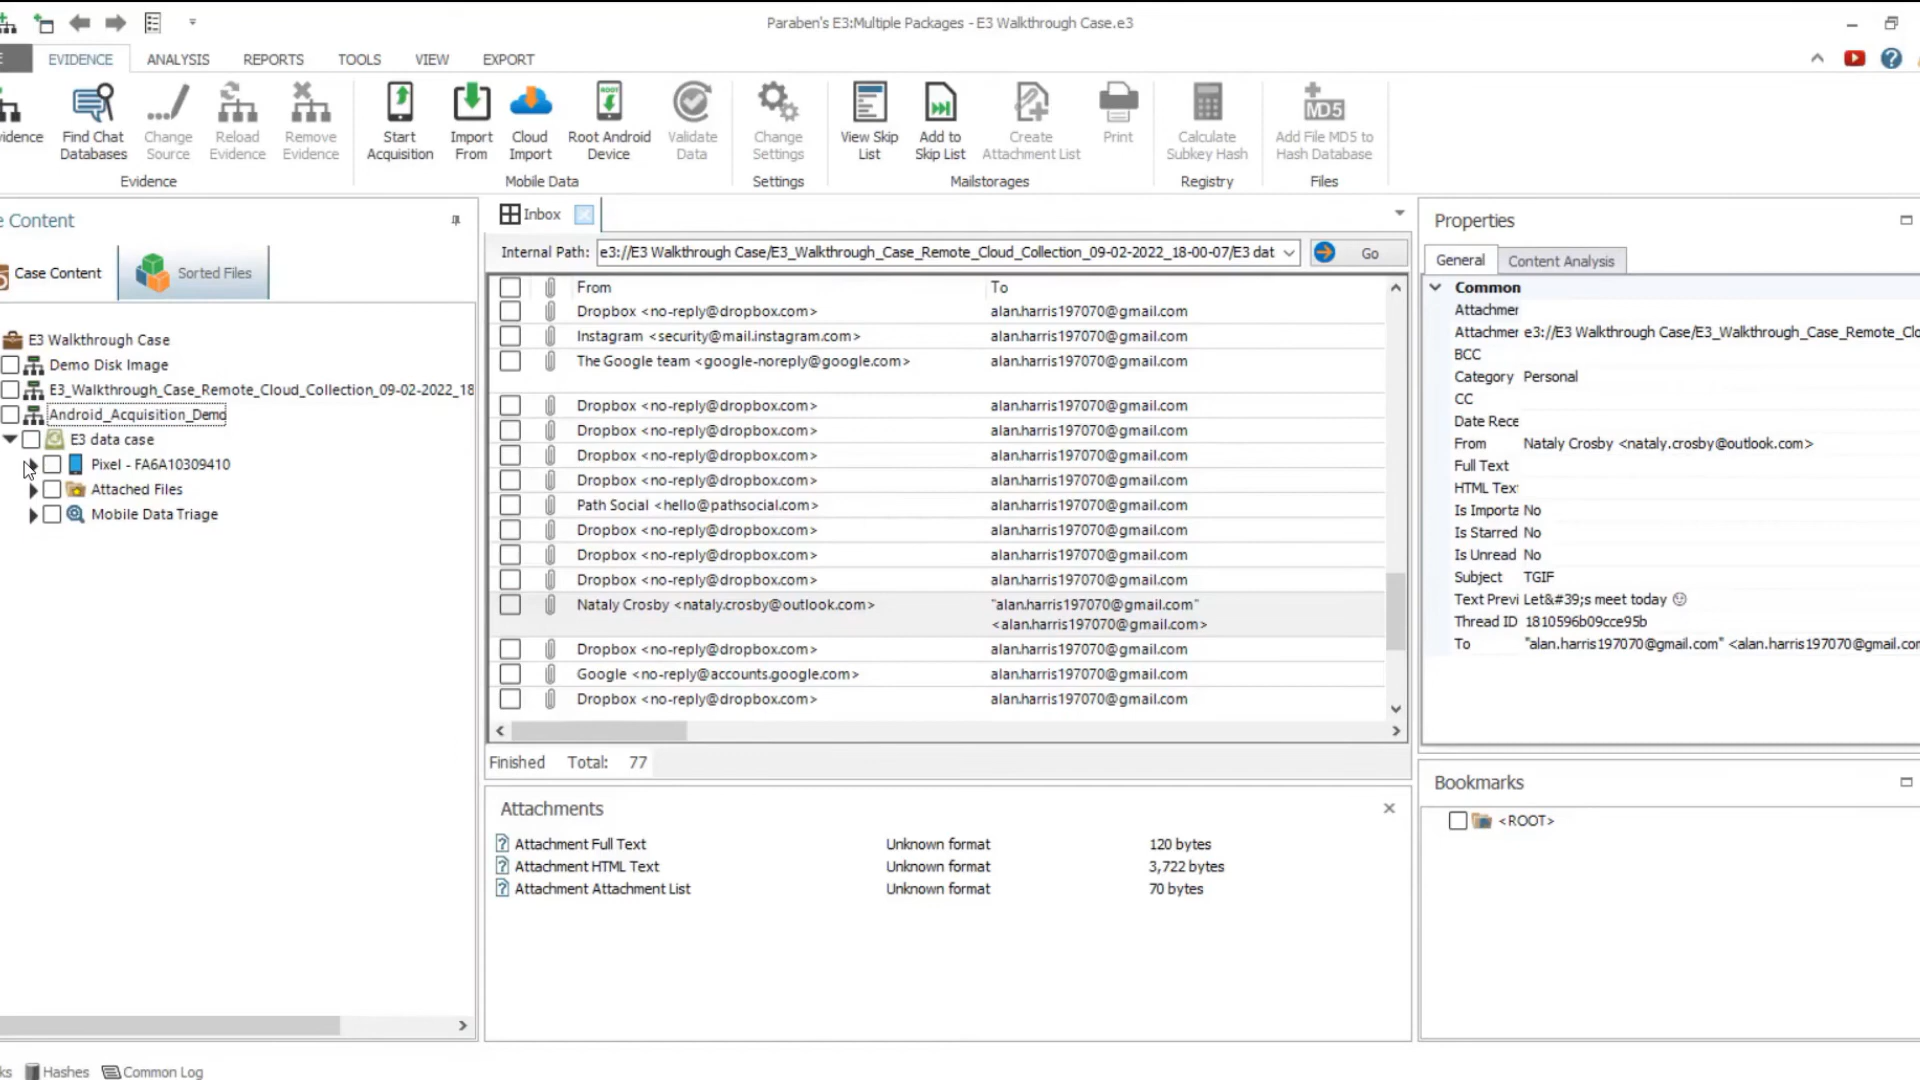 Paraben's E3:Multiple Packages - E3 Walkthrough Case.e3
E
EVIDENCE
ANALYSIS
REPORTS
TOOLS
VIEW
EXPORT
vidence
Find Chat Databases
Change Source
Reload Evidence
Remove Evidence
Evidence
Start Acquisition
Import From
Cloud Import
ROOT
Root Android Device
Validate Data
Mobile Data
Change Settings
Settings
View Skip List
Add to Skip List
Create Attachment List
Print
Mailstorages
Calculate Subkey Hash
Registry
MD5
Add File MD5 to Hash Database
Files
e Content
Case Content
Sorted Files
E3 Walkthrough Case
Demo Disk Image
E3_Walkthrough_Case_Remote_Cloud_Collection_09-02-2022_18
Android_Acquisition_Demo
E3 data case
Pixel - FA6A10309410
Attached Files
Mobile Data Triage
Inbox
Internal Path: e3://E3 Walkthrough Case/E3_Walkthrough_Case_Remote_Cloud_Collection_09-02-2022_18-00-07/E3 dat
Go
From To
Dropbox <no-reply@dropbox.com> alan.harris197070@gmail.com
Instagram <security@mail.instagram.com> alan.harris197070@gmail.com
The Google team <google-noreply@google.com> alan.harris197070@gmail.com
Dropbox <no-reply@dropbox.com> alan.harris197070@gmail.com
Dropbox <no-reply@dropbox.com> alan.harris197070@gmail.com
Dropbox <no-reply@dropbox.com> alan.harris197070@gmail.com
Dropbox <no-reply@dropbox.com> alan.harris197070@gmail.com
Path Social <hello@pathsocial.com> alan.harris197070@gmail.com
Dropbox <no-reply@dropbox.com> alan.harris197070@gmail.com
Dropbox <no-reply@dropbox.com> alan.harris197070@gmail.com
Dropbox <no-reply@dropbox.com> alan.harris197070@gmail.com
Nataly Crosby <nataly.crosby@outlook.com> "alan.harris197070@gmail.com"
<alan.harris197070@gmail.com>
Dropbox <no-reply@dropbox.com> alan.harris197070@gmail.com
Google <no-reply@accounts.google.com> alan.harris197070@gmail.com
Dropbox <no-reply@dropbox.com> alan.harris197070@gmail.com
Finished Total: 77
Attachments
Attachment Full Text Unknown format 120 bytes
Attachment HTML Text Unknown format 3,722 bytes
Attachment Attachment List Unknown format 70 bytes
Properties
General
Content Analysis
Common
Attachmer
Attachmer e3://E3 Walkthrough Case/E3_Walkthrough_Case_Remote_Clo
BCC
Category Personal
CC
Date Rece
From Nataly Crosby <nataly.crosby@outlook.com>
Full Text
HTML Tex
Is Importa No
Is Starred No
Is Unread No
Subject TGIF
Text Previ Let&#39;s meet today ☺
Thread ID 1810596b09cce95b
To "alan.harris197070@gmail.com" <alan.harris197070@gmail.cor
Bookmarks
<ROOT>
ks
Hashes
Common Log